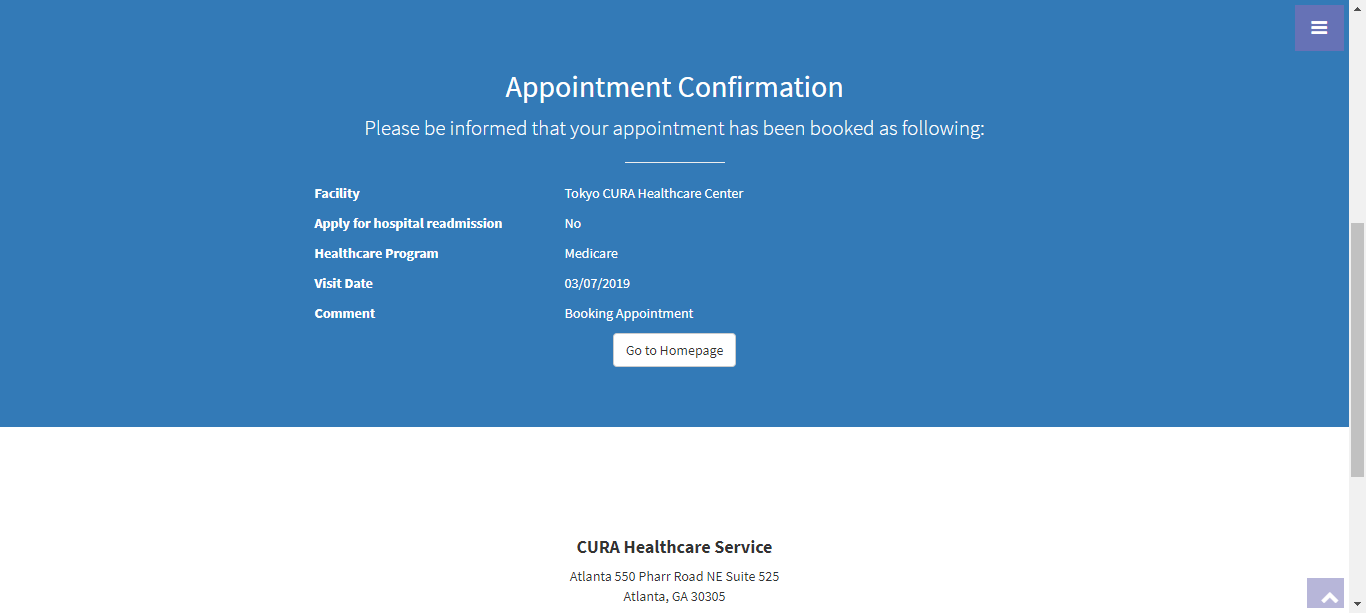 Appointment Confirmation
Please be informed that your appointment has been booked as following:
Facility Tokyo CURA Healthcare Center
Apply for hospital readmission No
Healthcare Program Medicare
Visit Date 03/07/2019
Comment Booking Appointment
Go to Homepage
CURA Healthcare Service
Atlanta 550 Pharr Road NE Suite 525
Atlanta, GA 30305